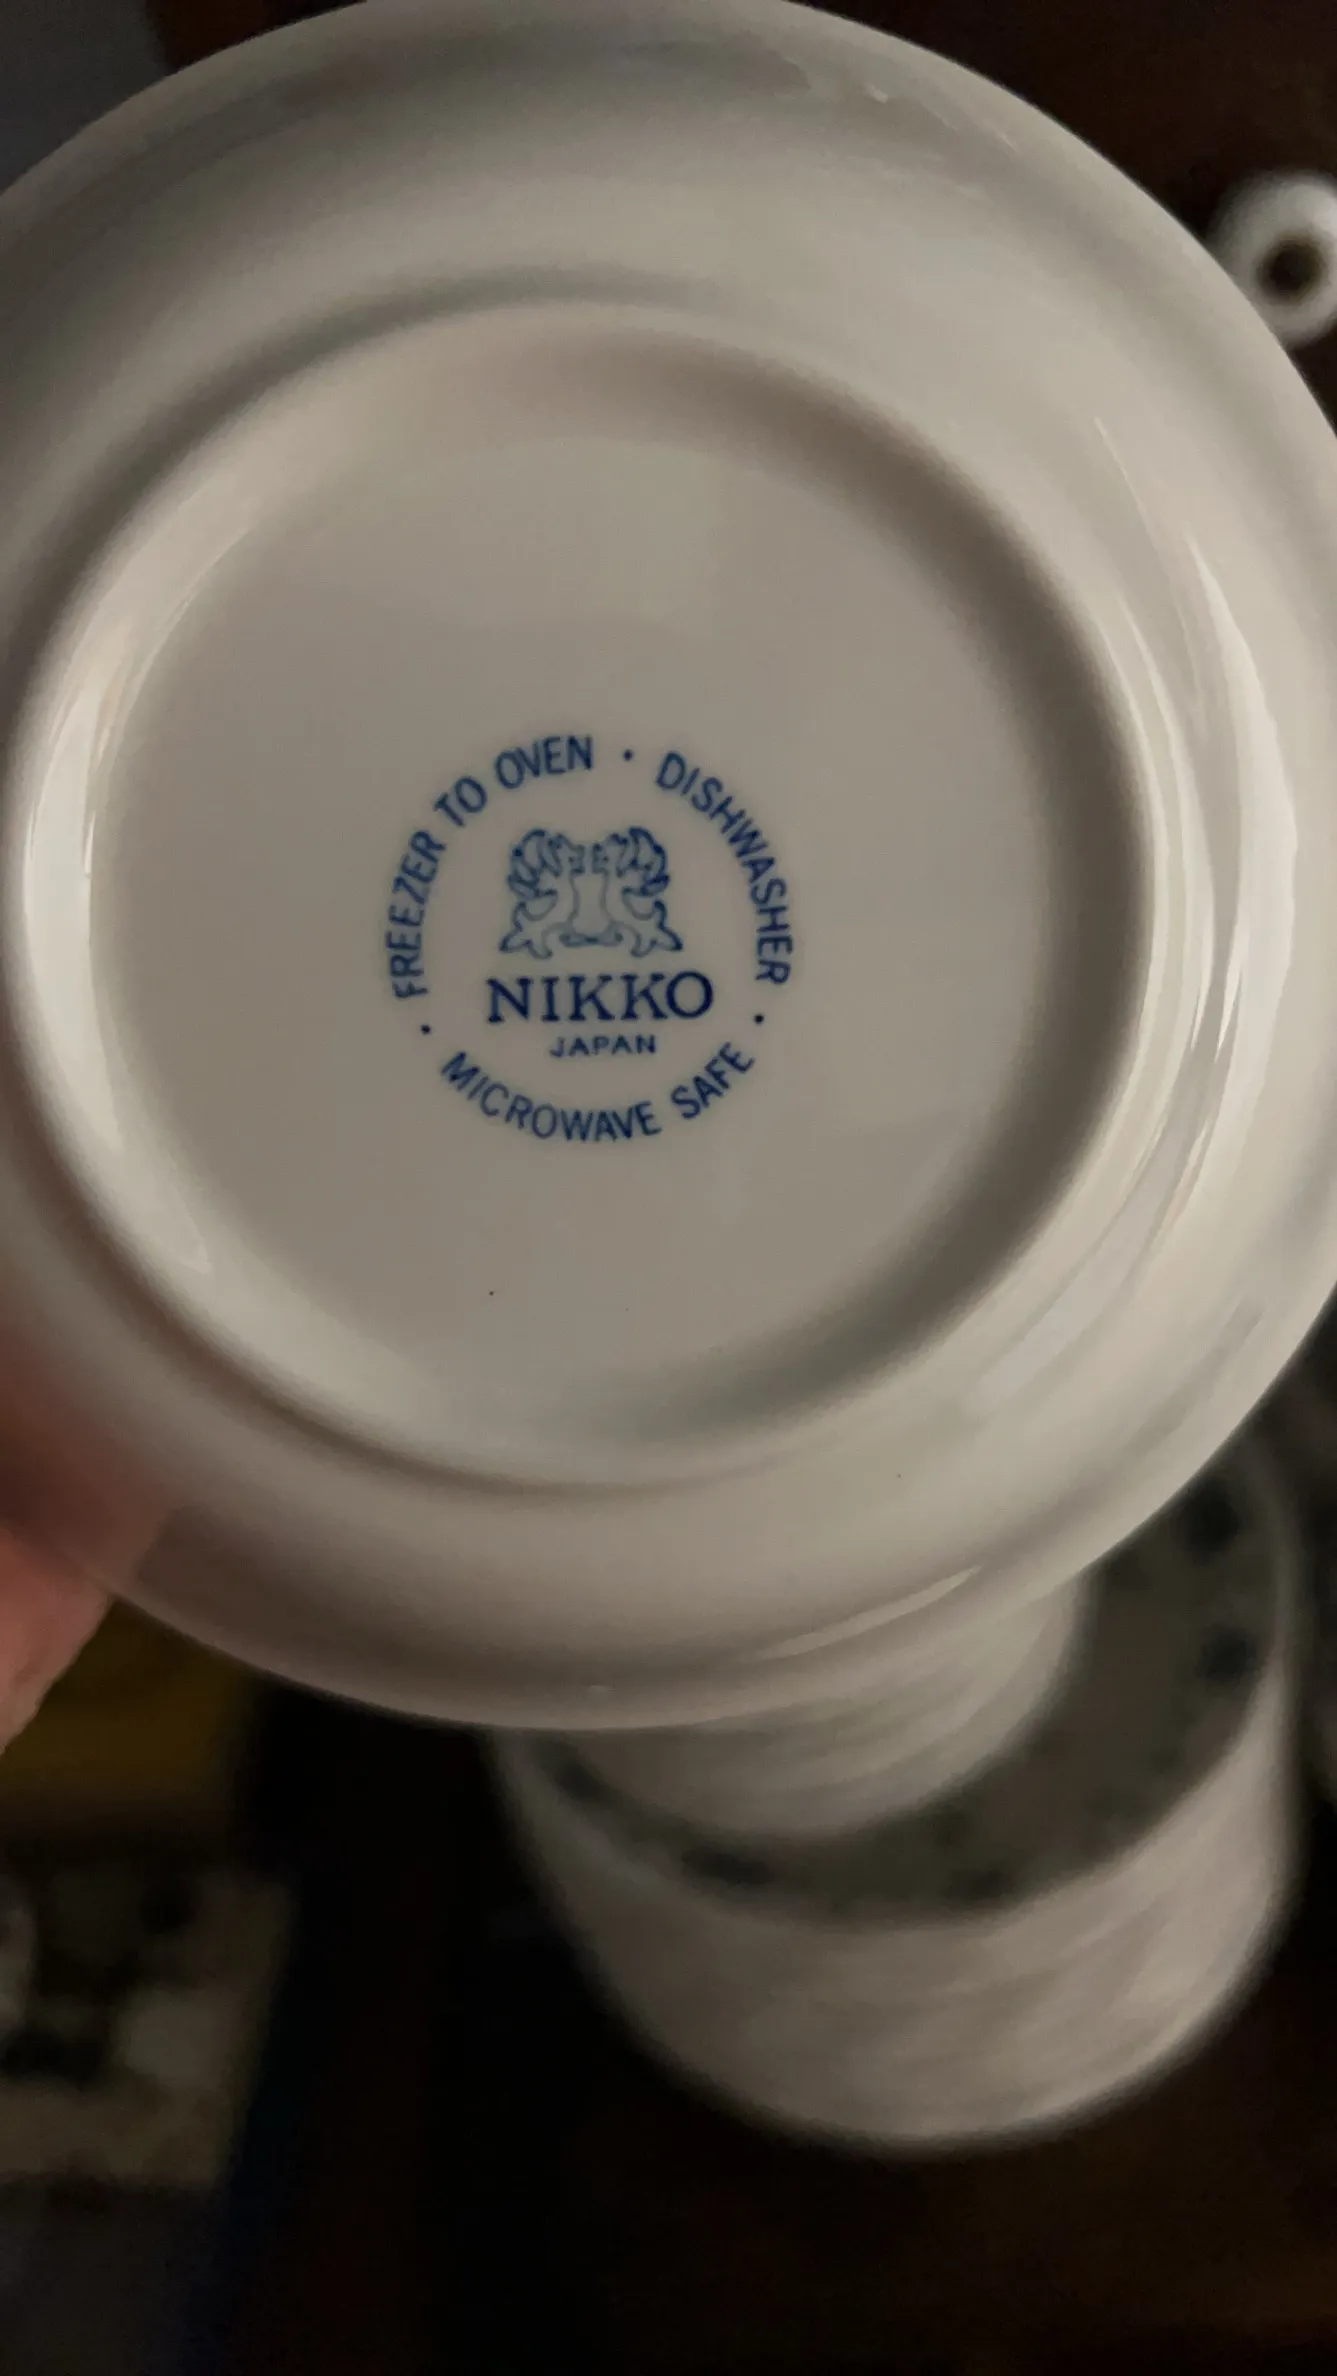 FREEZER TO OVEN · DISHWASHER ·
NIKKO
JAPAN
MICROWAVE SAFE ·